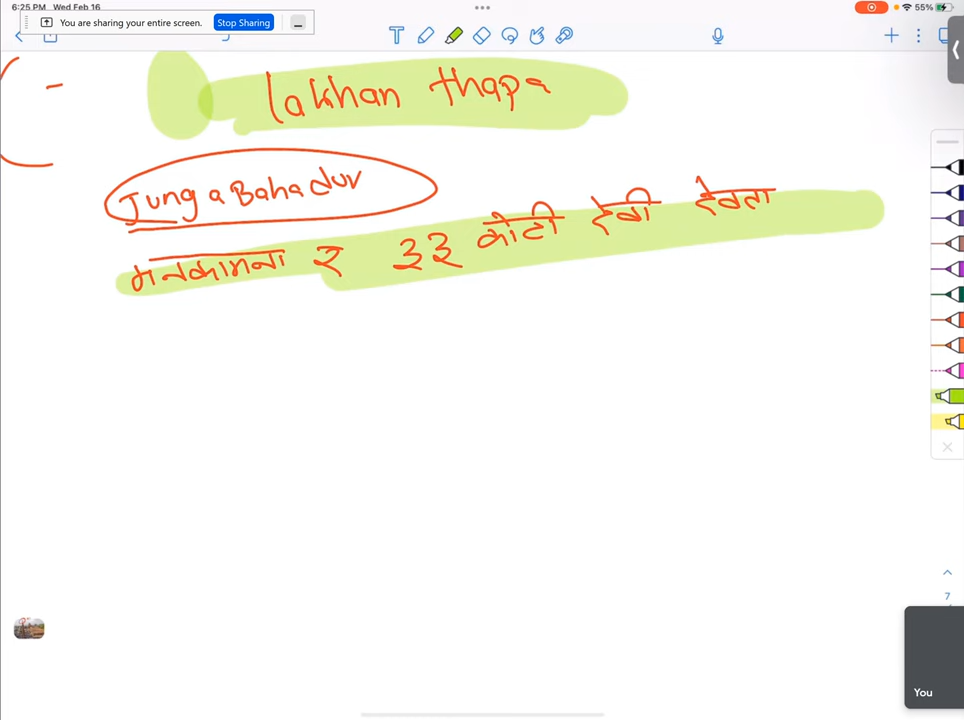 6:25 PM Wed Feb 16
55%
You are sharing your entire screen. Stop Sharing
lakhan thapa
Jung a Bahadur
मनकामना र ३३ कोटी देवी देवता
7
You